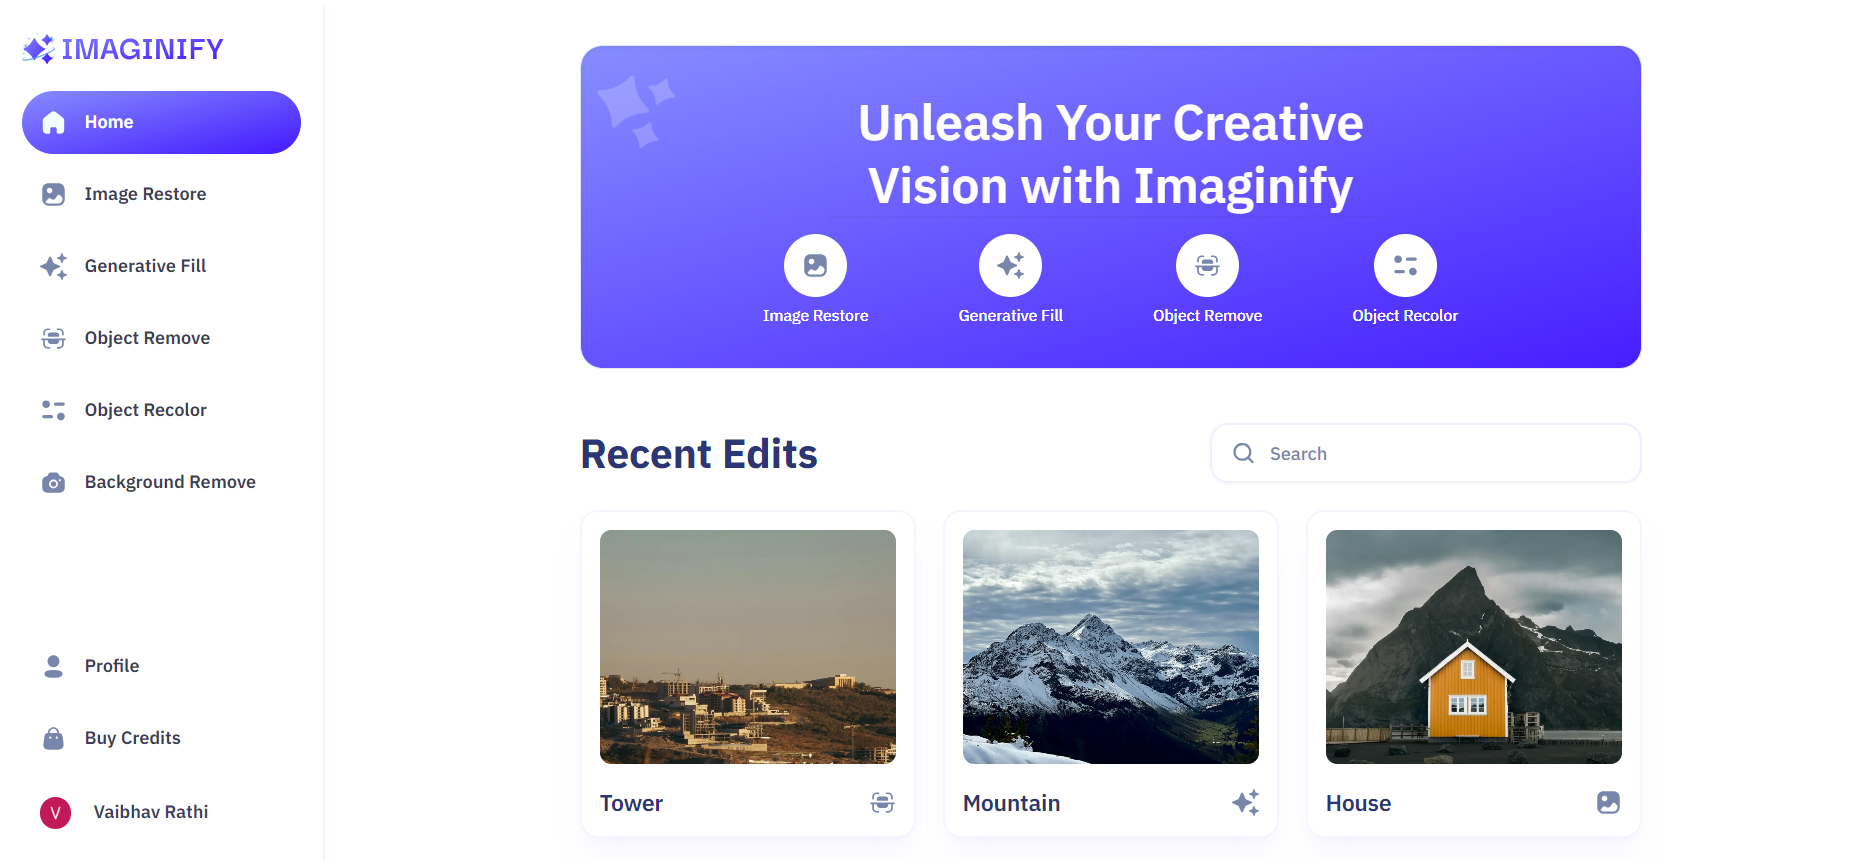 IMAGINIFY
Home
Image Restore
Generative Fill
Object Remove
Object Recolor
Background Remove
Profile
Buy Credits
V Vaibhav Rathi
Unleash Your Creative
Vision with Imaginify
Image Restore Generative Fill Object Remove Object Recolor
Recent Edits
Search
Tower
Mountain
House